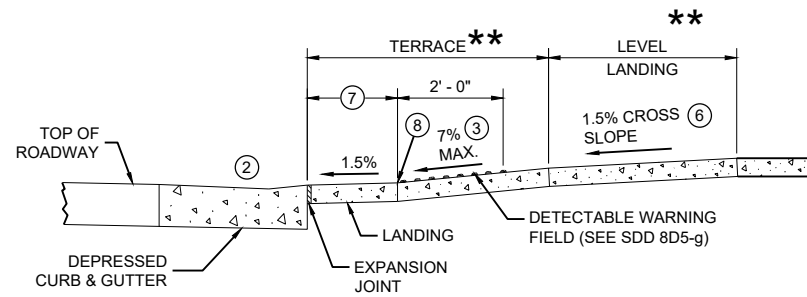 **
TERRACE **
LEVEL
LANDING
7
2' - 0"
8
7% 3
MAX.
1.5% CROSS 6
SLOPE
TOP OF
ROADWAY
2
1.5%
LANDING
DETECTABLE WARNING
FIELD (SEE SDD 8D5-g)
DEPRESSED
CURB & GUTTER
EXPANSION
JOINT